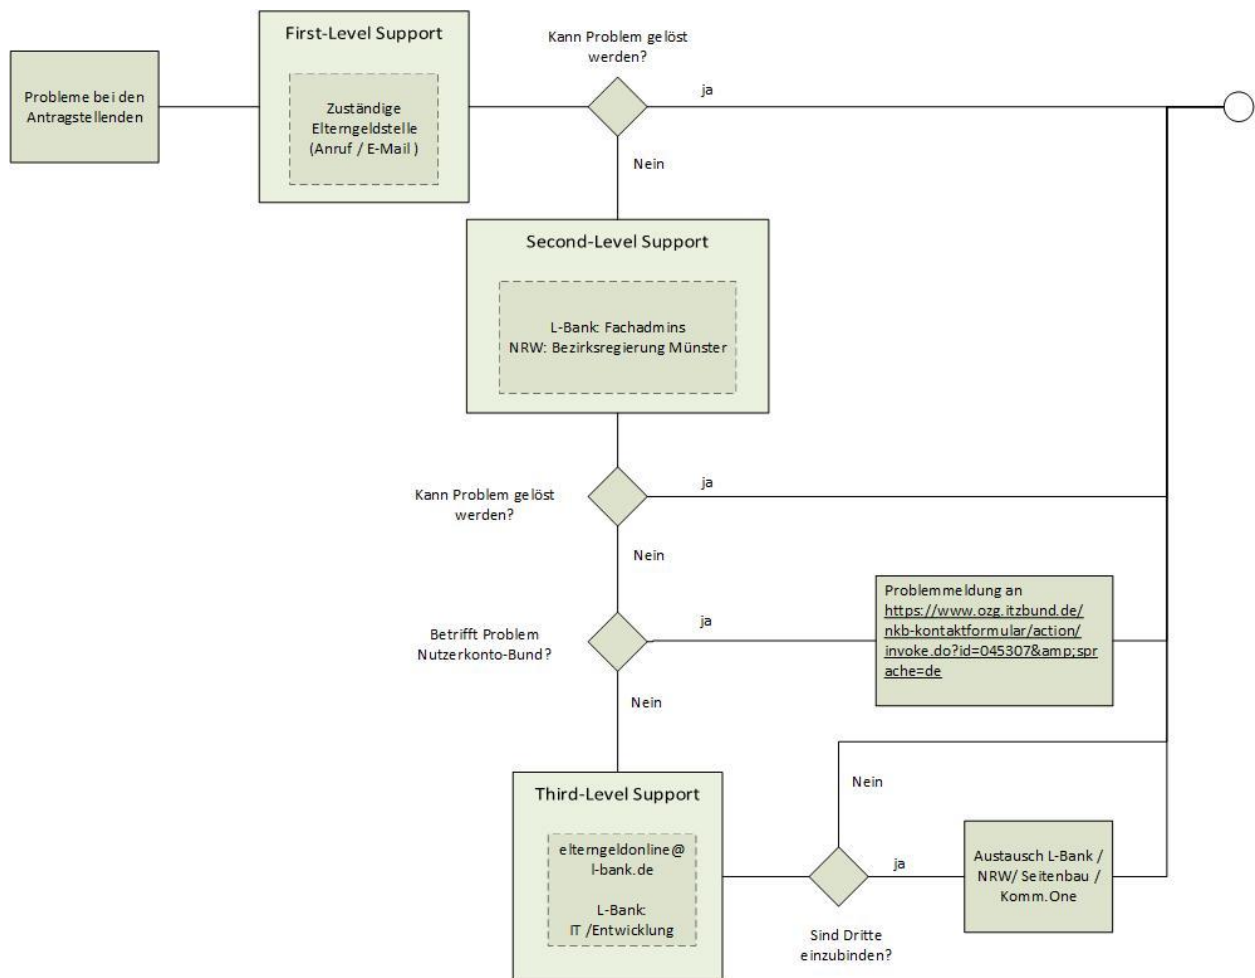 First-Level Support
Kann Problem gelöst
werden?
Probleme bei den
Antragstellenden
Zuständige
Elterngeldstelle
(Anruf / E-Mail )
ja
Nein
Second-Level Support
L-Bank: Fachadmins
NRW: Bezirksregierung Münster
Kann Problem gelöst
werden?
ja
Nein
Betrifft Problem
Nutzerkonto-Bund?
ja
Problemmeldung an
https://www.ozg.itzbund.de/
nkb-kontaktformular/action/
invoke.do?id=045307&amp;spr
ache=de
Nein
Third-Level Support
elterngeldonline@
l-bank.de
L-Bank:
IT /Entwicklung
Nein
ja
Sind Dritte
einzubinden?
Austausch L-Bank /
NRW/ Seitenbau /
Komm.One